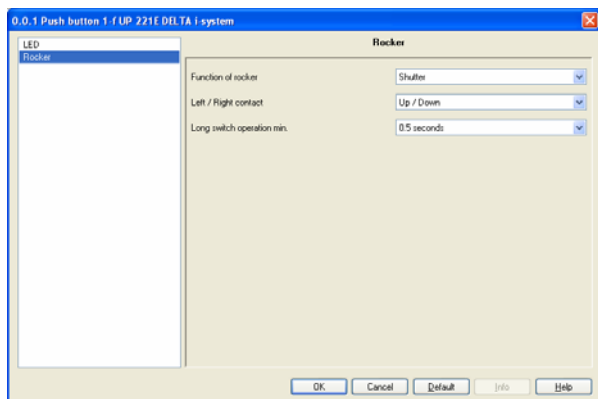 0.0.1 Push button 1-f UP 221E DELTA i-system
LED
Rocker
Rocker
Function of rocker
Shutter
Left / Right contact
Up / Down
Long switch operation min.
0.5 seconds
OK
Cancel
Default
Info
Help